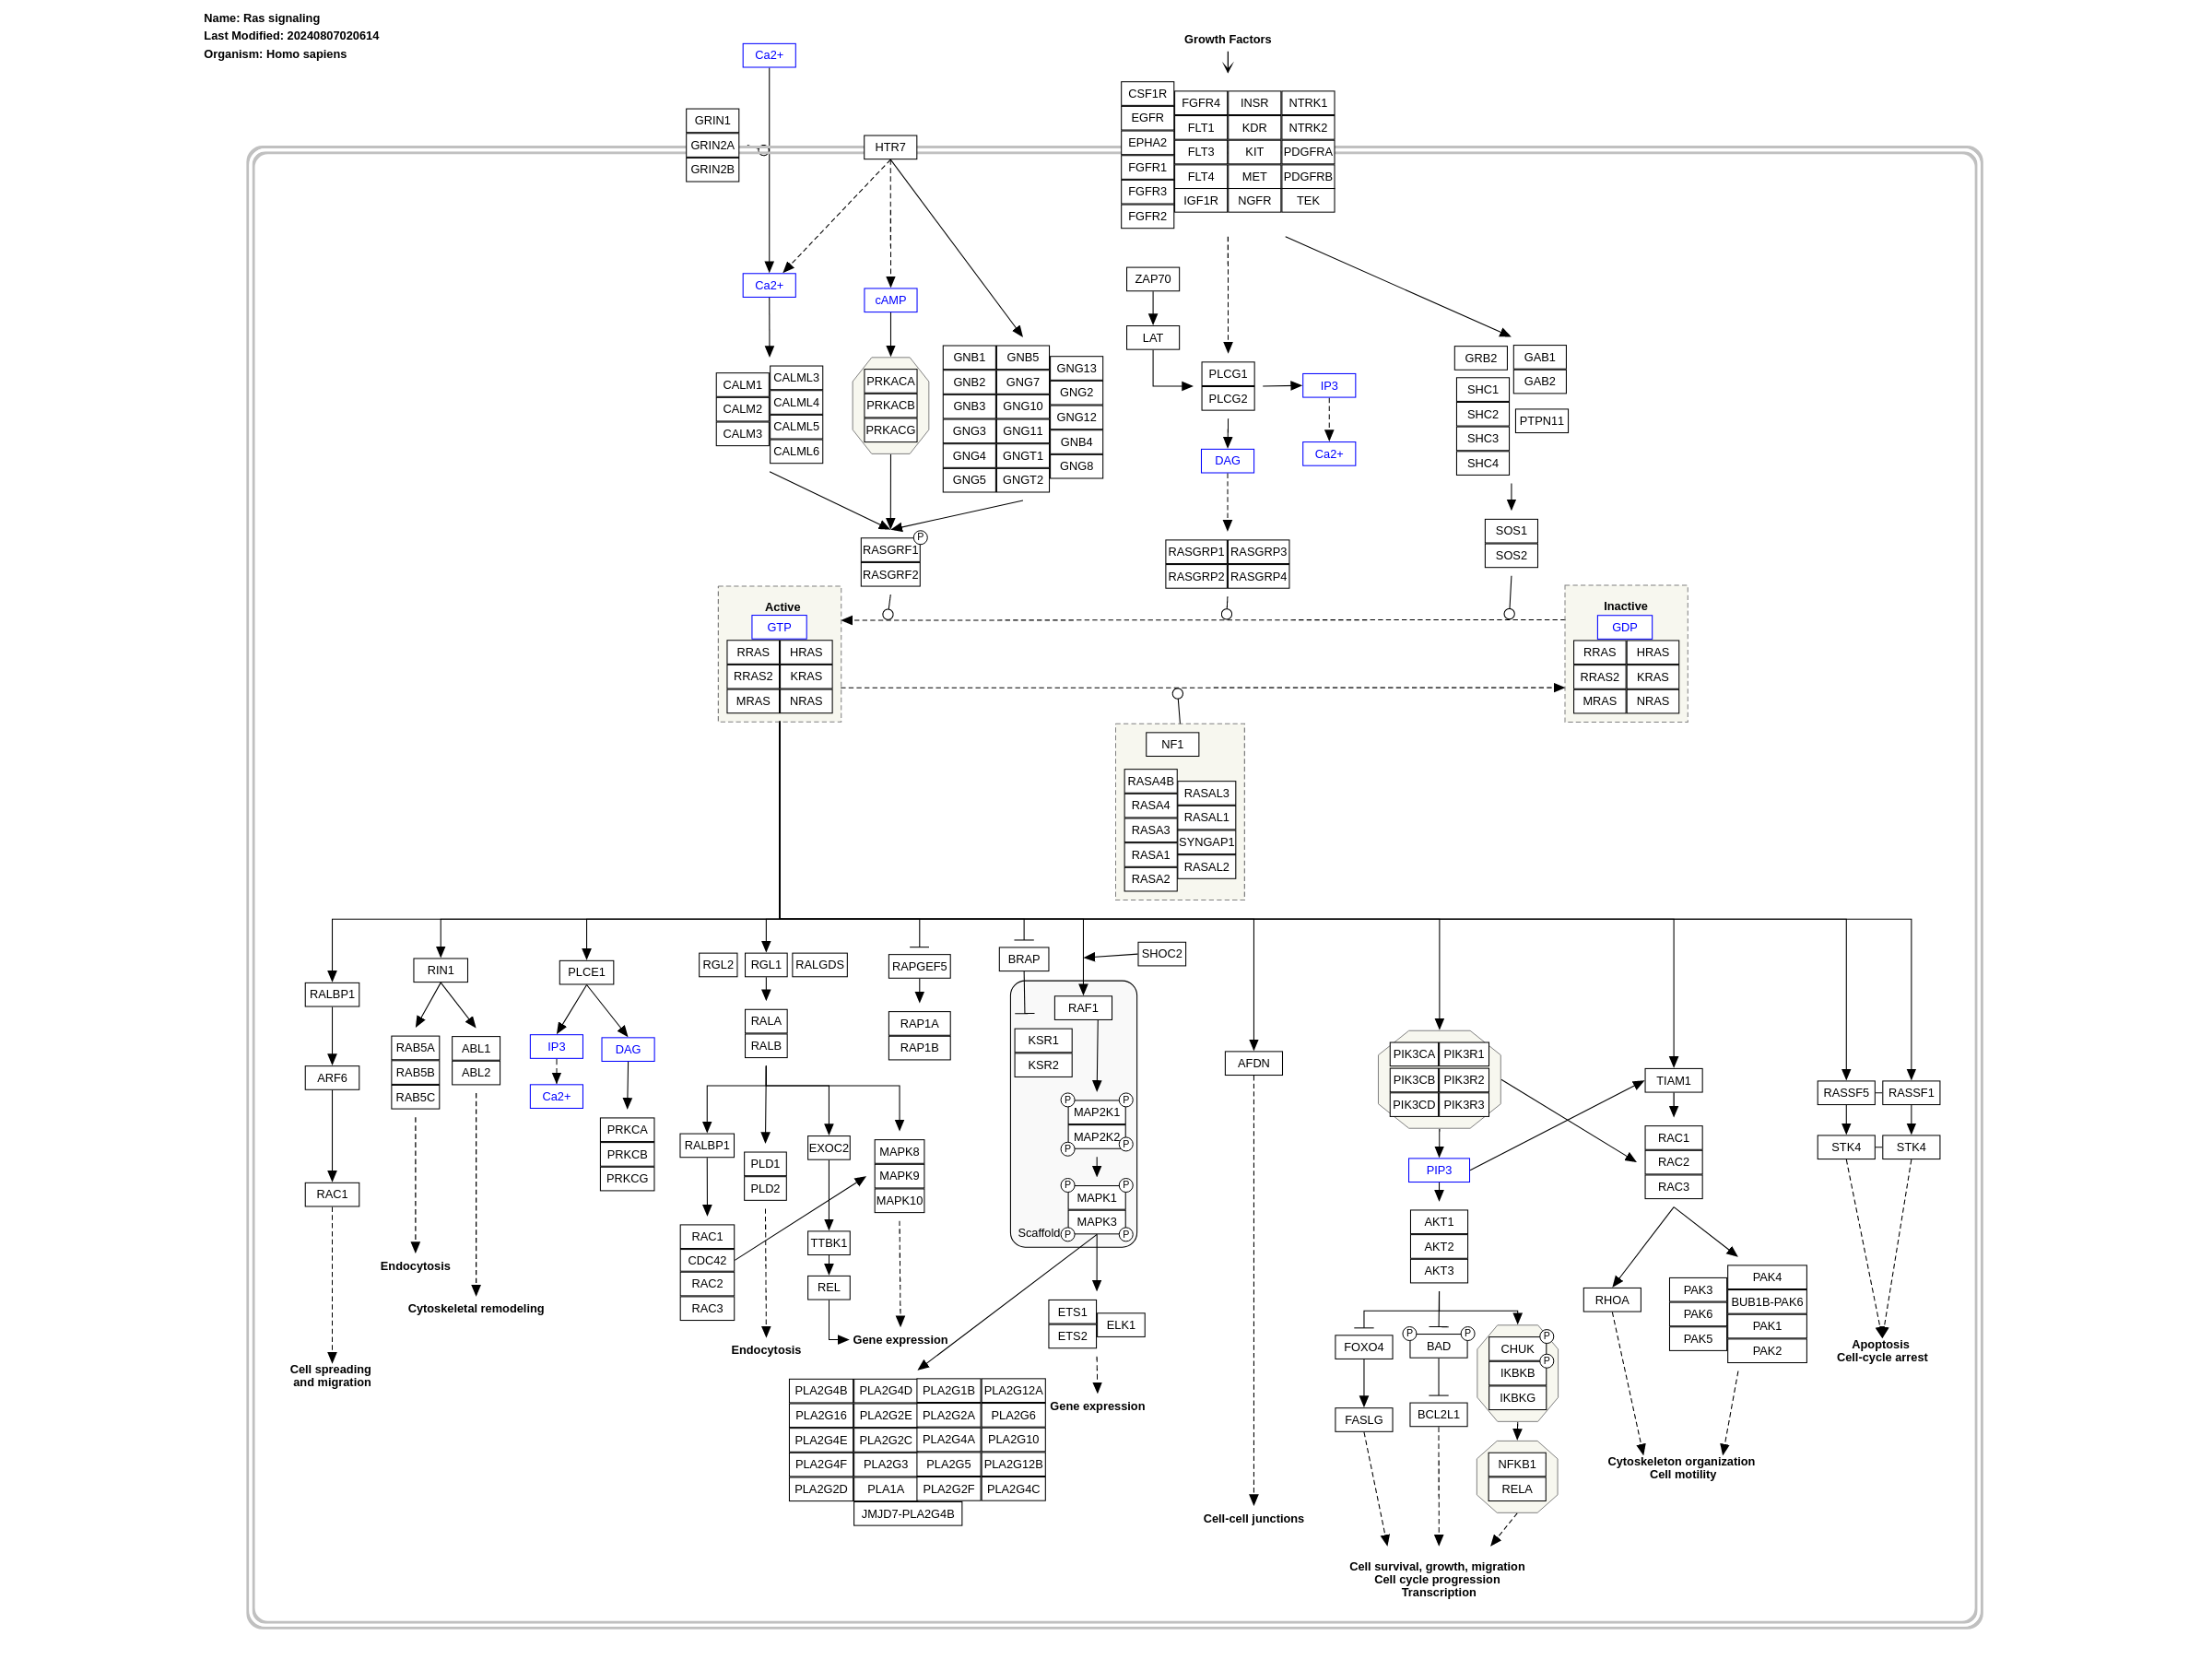 Name: Ras signaling
Last Modified: 20240807020614
Organism: Homo sapiens
Growth Factors
Ca2+
GRIN1
GRIN2A
GRIN2B
HTR7
CSF1R
EGFR
EPHA2
FGFR1
FGFR3
FGFR2
FGFR4 INSR NTRK1
FLT1 KDR NTRK2
FLT3 KIT PDGFRA
FLT4 MET PDGFRB
IGF1R NGFR TEK
Ca2+
cAMP
ZAP70
LAT
CALM1
CALM2
CALM3
CALML3
CALML4
CALML5
CALML6
PRKACA
PRKACB
PRKACG
GNB1 GNB5
GNB2 GNG7
GNB3 GNG10
GNG3 GNG11
GNG4 GNGT1
GNG5 GNGT2
GNG13
GNG2
GNG12
GNB4
GNG8
PLCG1
PLCG2
IP3
Ca2+
DAG
GRB2
SHC1
SHC2
SHC3
SHC4
GAB1
GAB2
PTPN11
SOS1
SOS2
P
RASGRF1
RASGRF2
RASGRP1 RASGRP3
RASGRP2 RASGRP4
Active
GTP
RRAS HRAS
RRAS2 KRAS
MRAS NRAS
Inactive
GDP
RRAS HRAS
RRAS2 KRAS
MRAS NRAS
NF1
RASA4B
RASA4
RASA3
RASA1
RASA2
RASAL3
RASAL1
SYNGAP1
RASAL2
RALBP1
ARF6
RAC1
Cell spreading
and migration
RIN1
RAB5A
RAB5B
RAB5C
ABL1
ABL2
Endocytosis
Cytoskeletal remodeling
PLCE1
IP3
Ca2+
DAG
PRKCA
PRKCB
PRKCG
RGL2 RGL1 RALGDS
RALA
RALB
RALBP1
RAC1
CDC42
RAC2
RAC3
PLD1
PLD2
Endocytosis
EXOC2
TTBK1
REL
MAPK8
MAPK9
MAPK10
Gene expression
RAPGEF5
RAP1A
RAP1B
BRAP
SHOC2
RAF1
KSR1
KSR2
P P
MAP2K1
MAP2K2
P P
P P
MAPK1
MAPK3
P P
Scaffold
ETS1
ETS2
ELK1
Gene expression
PLA2G4B PLA2G4D PLA2G1B PLA2G12A
PLA2G16 PLA2G2E PLA2G2A PLA2G6
PLA2G4E PLA2G2C PLA2G4A PLA2G10
PLA2G4F PLA2G3 PLA2G5 PLA2G12B
PLA2G2D PLA1A PLA2G2F PLA2G4C
JMJD7-PLA2G4B
AFDN
Cell-cell junctions
PIK3CA PIK3R1
PIK3CB PIK3R2
PIK3CD PIK3R3
PIP3
AKT1
AKT2
AKT3
FOXO4
FASLG
P P
BAD
BCL2L1
P
CHUK
P
IKBKB
IKBKG
NFKB1
RELA
Cell survival, growth, migration
Cell cycle progression
Transcription
TIAM1
RAC1
RAC2
RAC3
RHOA
PAK3
PAK6
PAK5
PAK4
BUB1B-PAK6
PAK1
PAK2
Cytoskeleton organization
Cell motility
RASSF5 RASSF1
STK4 STK4
Apoptosis
Cell-cycle arrest